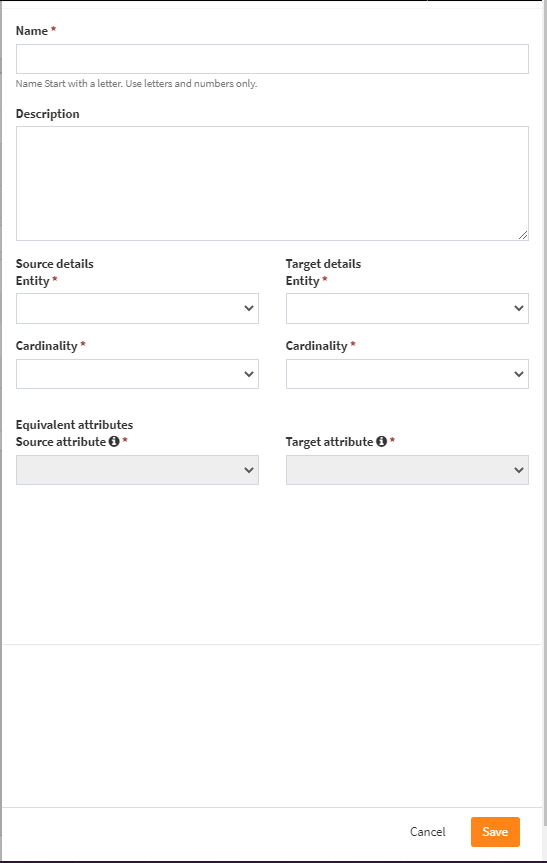 Name *
Name Start with a letter. Use letters and numbers only.
Description
Source details
Entity *
Target details
Entity *
Cardinality *
Cardinality *
Equivalent attributes
Source attribute *
Target attribute *
Cancel
Save